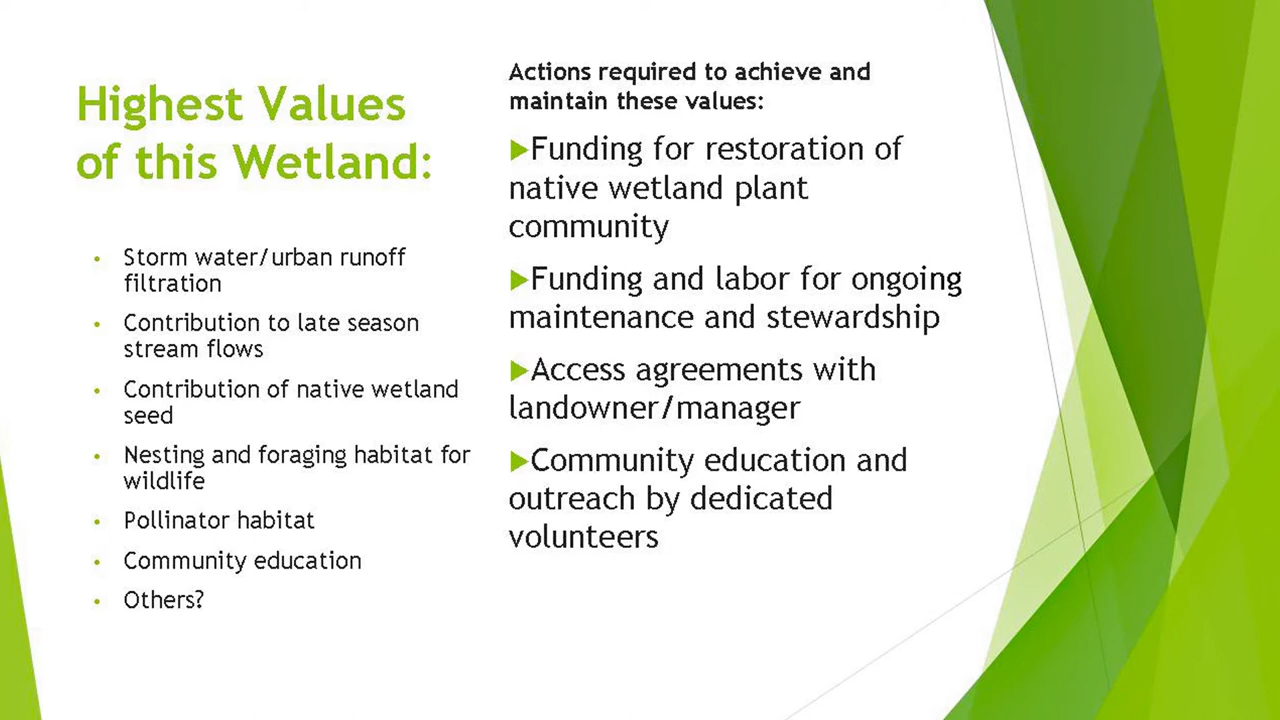 Highest Values
of this Wetland:
• Storm water/urban runoff
filtration
• Contribution to late season
stream flows
• Contribution of native wetland
seed
• Nesting and foraging habitat for
wildlife
• Pollinator habitat
• Community education
• Others?
Actions required to achieve and
maintain these values:
▶Funding for restoration of
native wetland plant
community
▶Funding and labor for ongoing
maintenance and stewardship
▶Access agreements with
landowner/manager
▶Community education and
outreach by dedicated
volunteers